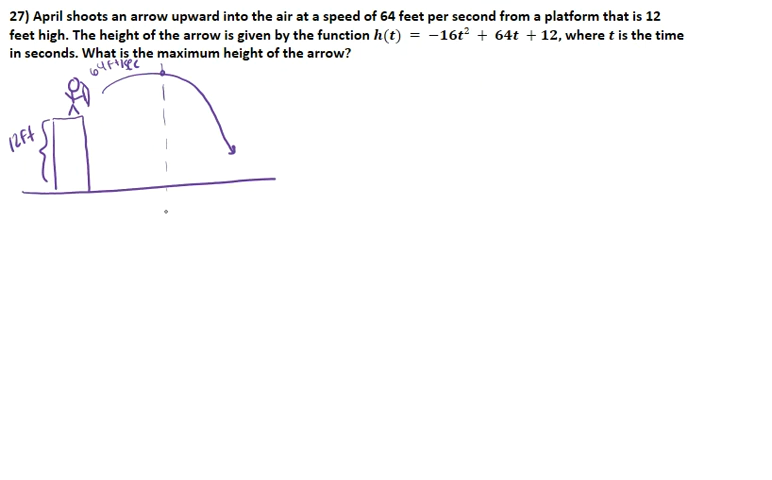 27) April shoots an arrow upward into the air at a speed of 64 feet per second from a platform that is 12
feet high. The height of the arrow is given by the function h(t) = −16t² + 64t + 12, where t is the time
in seconds. What is the maximum height of the arrow?
64ft/sec
12ft